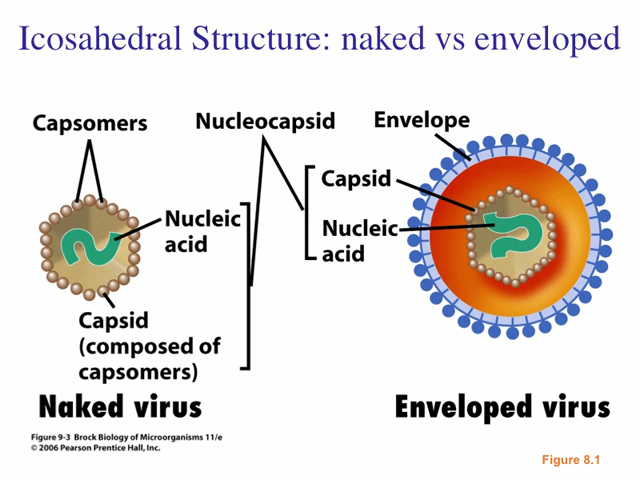 Icosahedral Structure: naked vs enveloped
Capsomers
Nucleocapsid
Envelope
Nucleic
acid
Capsid
(composed of
capsomers)
Capsid
Nucleic
acid
Naked virus
Enveloped virus
Figure 9-3 Brock Biology of Microorganisms 11/e
© 2006 Pearson Prentice Hall, Inc.
Figure 8.1